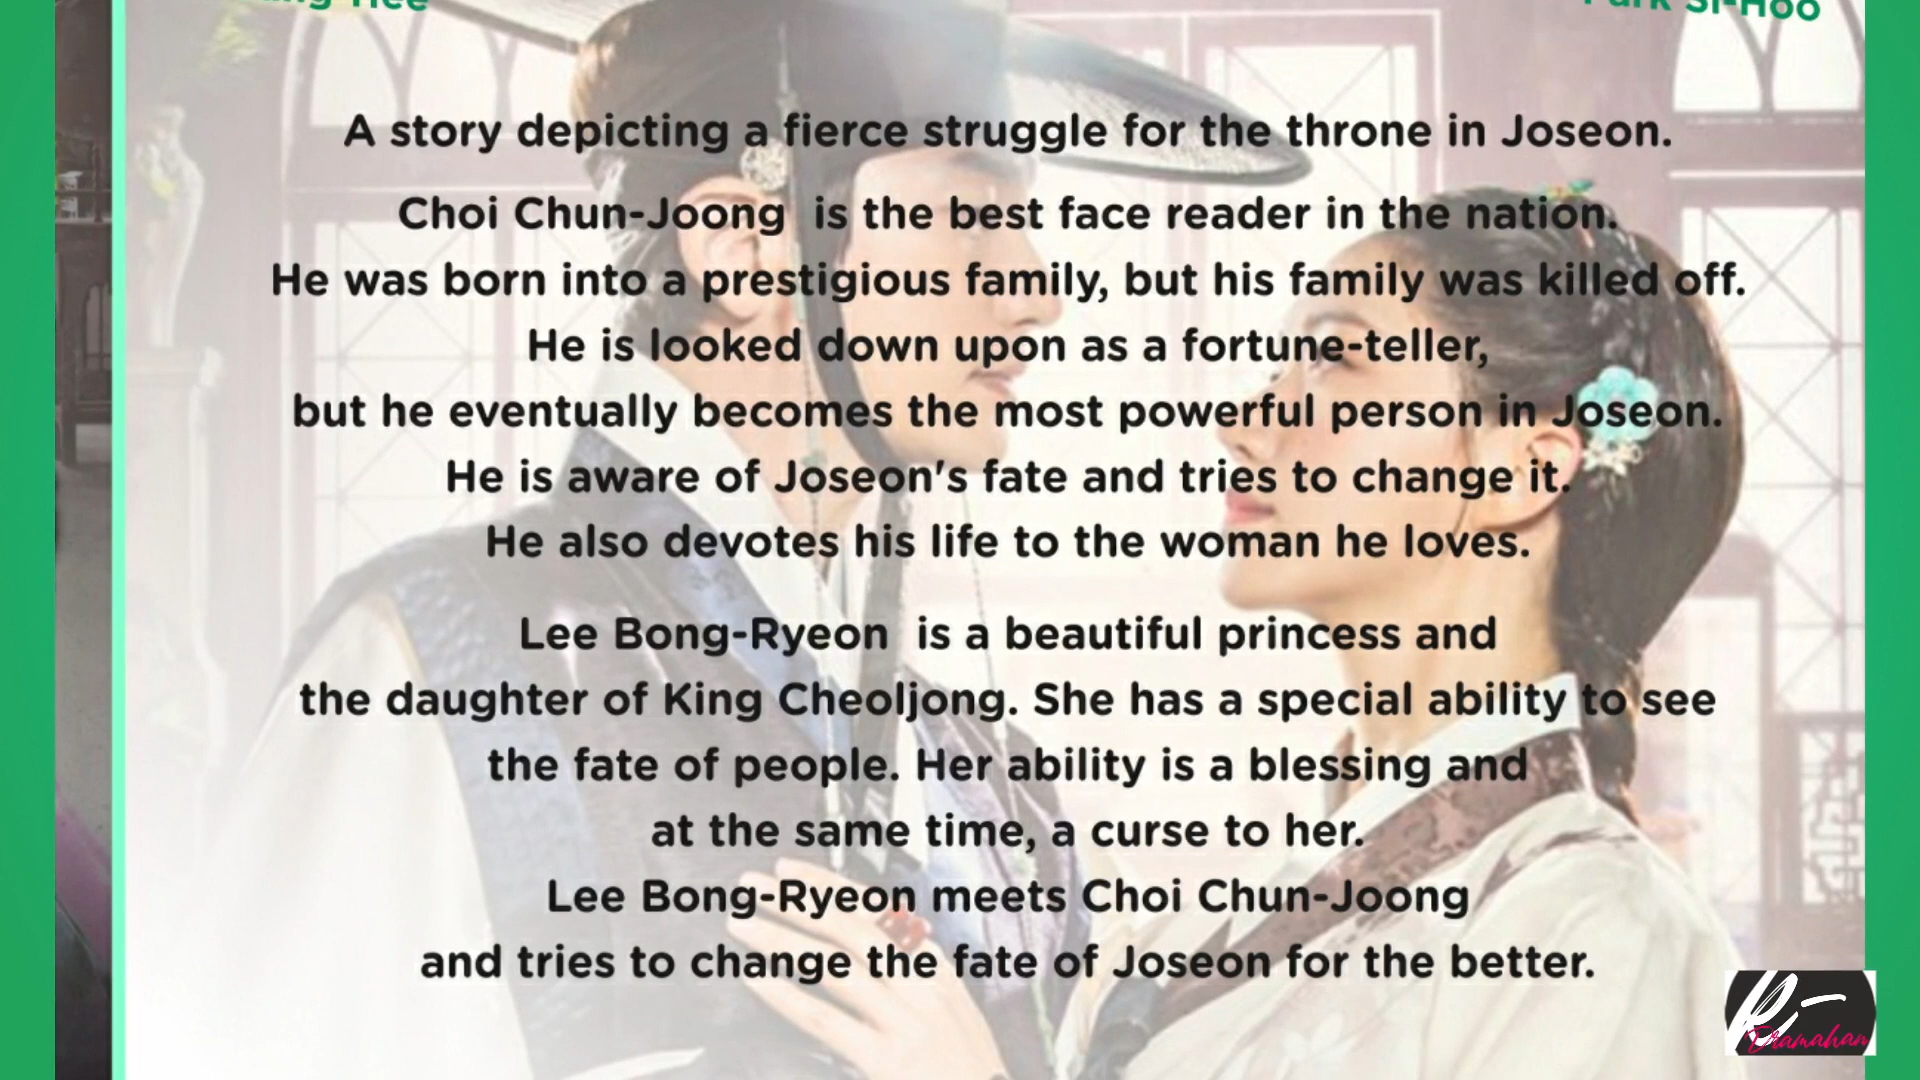 Park Si-Hoo
A story depicting a fierce struggle for the throne in Joseon.
Choi Chun-Joong is the best face reader in the nation.
He was born into a prestigious family, but his family was killed off.
He is looked down upon as a fortune-teller,
but he eventually becomes the most powerful person in Joseon.
He is aware of Joseon's fate and tries to change it.
He also devotes his life to the woman he loves.
Lee Bong-Ryeon is a beautiful princess and
the daughter of King Cheoljong. She has a special ability to see
the fate of people. Her ability is a blessing and
at the same time, a curse to her.
Lee Bong-Ryeon meets Choi Chun-Joong
and tries to change the fate of Joseon for the better.
K-
Dramahan